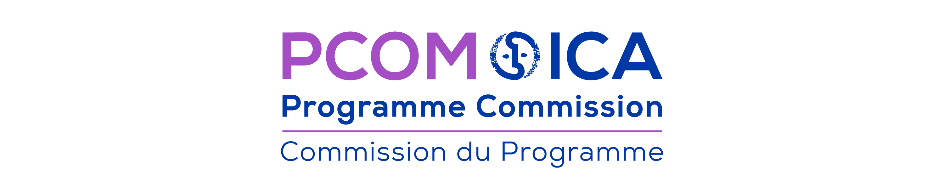 PCOM ICA
Programme Commission
Commission du Programme